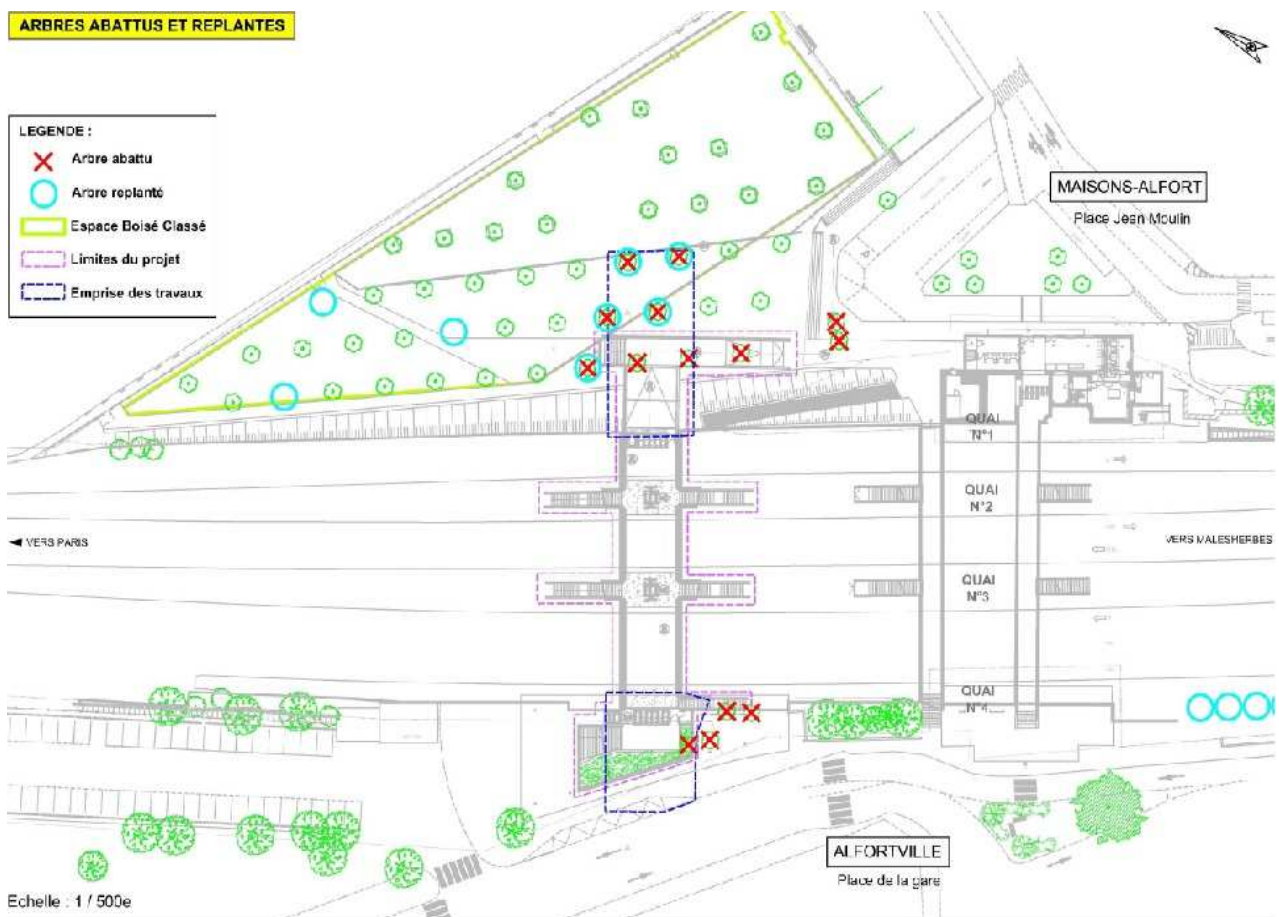 ARBRES ABATTUS ET REPLANTES
LEGENDE :
Arbre abattu
Arbre replanté
Espace Boisé Classé
Limites du projet
Emprise des travaux
MAISONS-ALFORT
Place Jean Moulin
QUAI
N°1
QUAI
N°2
VERS PARIS
VERS MALESHERBES
QUAI
N°3
QUAI
N°4
ALFORTVILLE
Place de la gare
Echelle : 1 / 500e